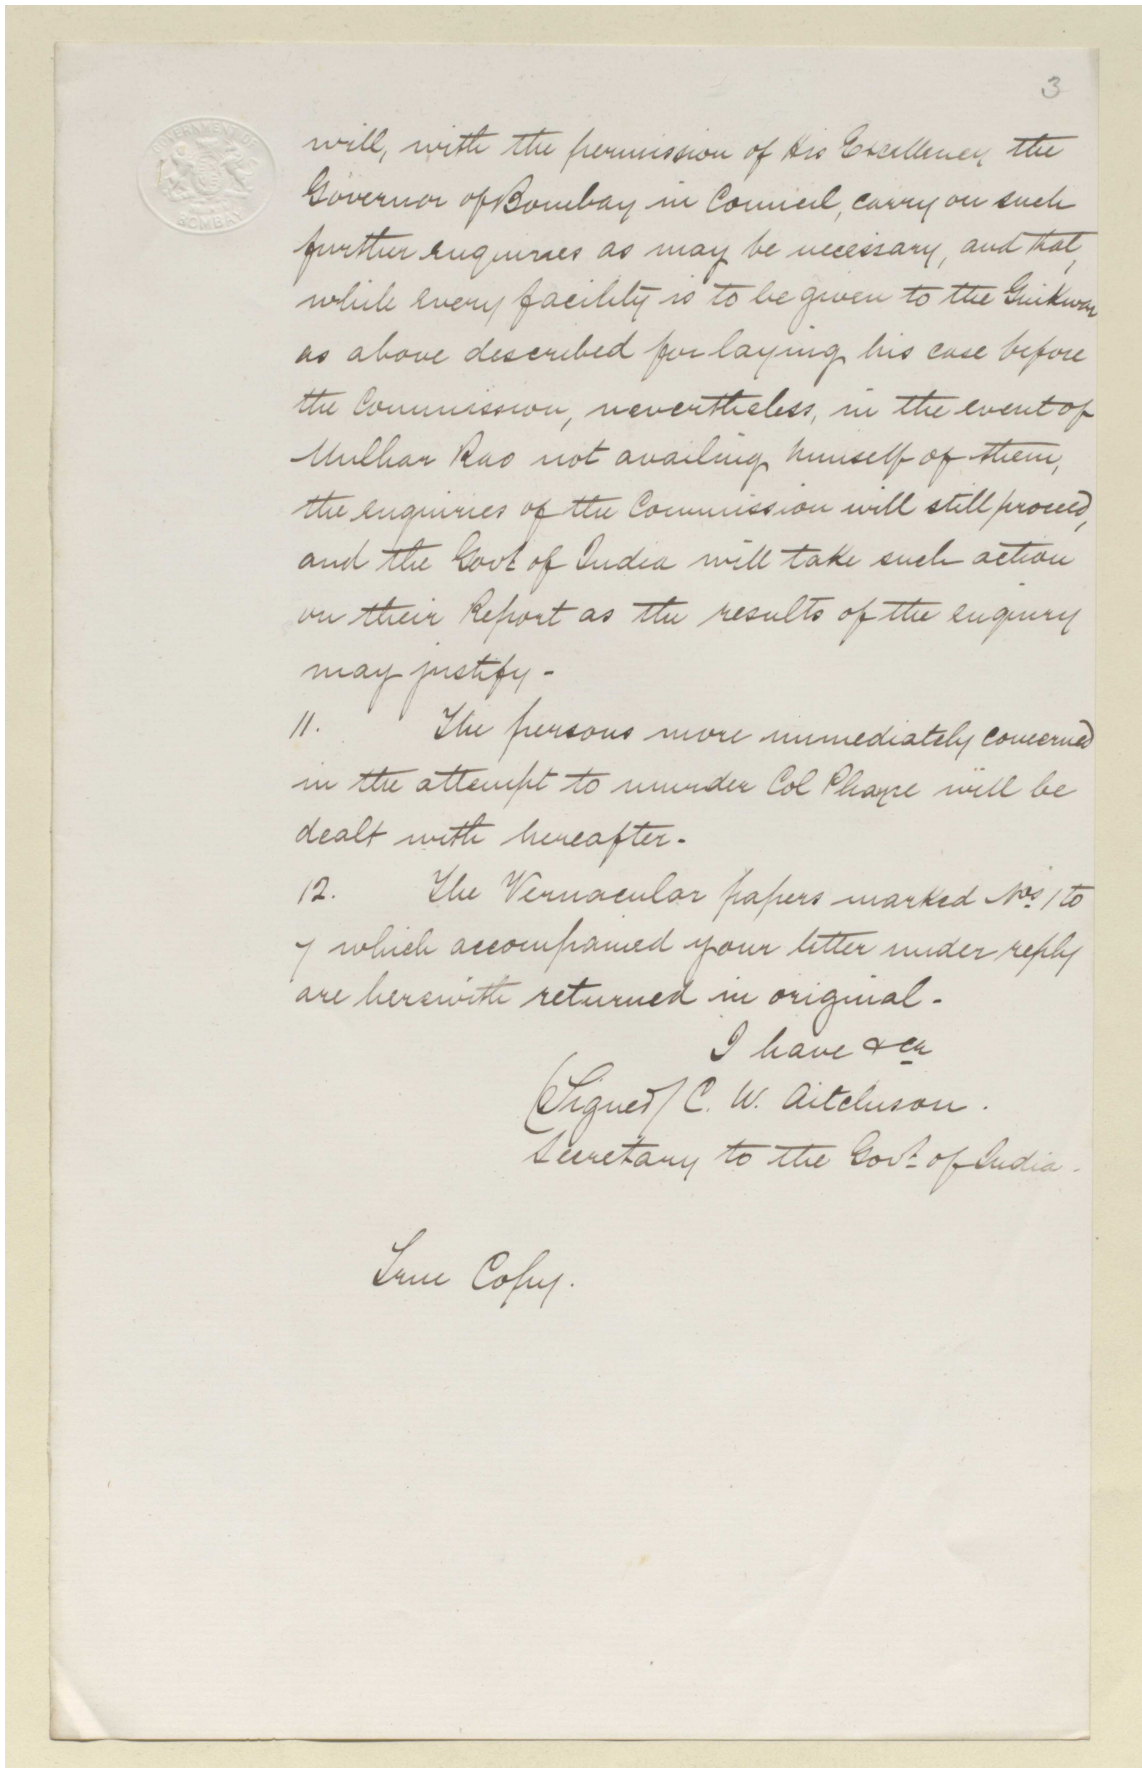 3
GOVERNMENT OF
BOMBAY
will, with the permission of His Excellency the
Governor of Bombay in Council, carry on such
further enquiries as may be necessary, and that,
while every facility is to be given to the Guikwar
as above described for laying his case before
the Commission, nevertheless, in the event of
Mulhar Rao not availing himself of them,
the enquiries of the Commission will still proceed,
and the Govt of India will take such action
on their Report as the results of the enquiry
may justify -
11. The persons more immediately concerned
in the attempt to murder Col Phayre will be
dealt with hereafter -
12. The Vernacular papers marked Nos 1 to
7 which accompanied your letter under reply
are herewith returned in original -
I have &ca
(Signed) C. W. Aitchison.
Secretary to the Govt of India.
True Copy.